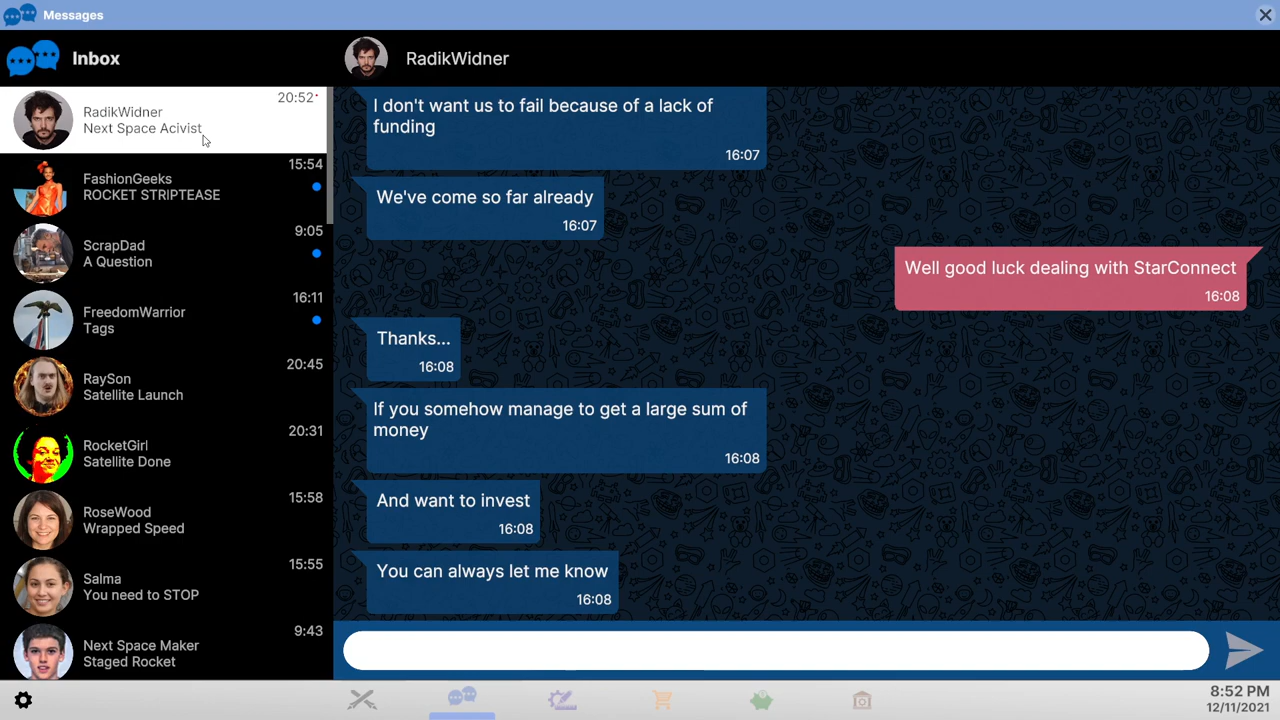 Messages
Inbox
RadikWidner
20:52
RadikWidner
Next Space Acivist
15:54
FashionGeeks
ROCKET STRIPTEASE
9:05
ScrapDad
A Question
16:11
FreedomWarrior
Tags
20:45
RaySon
Satellite Launch
20:31
RocketGirl
Satellite Done
15:58
RoseWood
Wrapped Speed
15:55
Salma
You need to STOP
9:43
Next Space Maker
Staged Rocket
I don't want us to fail because of a lack of
funding
16:07
We've come so far already
16:07
Well good luck dealing with StarConnect
16:08
Thanks...
16:08
If you somehow manage to get a large sum of
money
16:08
And want to invest
16:08
You can always let me know
16:08
8:52 PM
12/11/2021